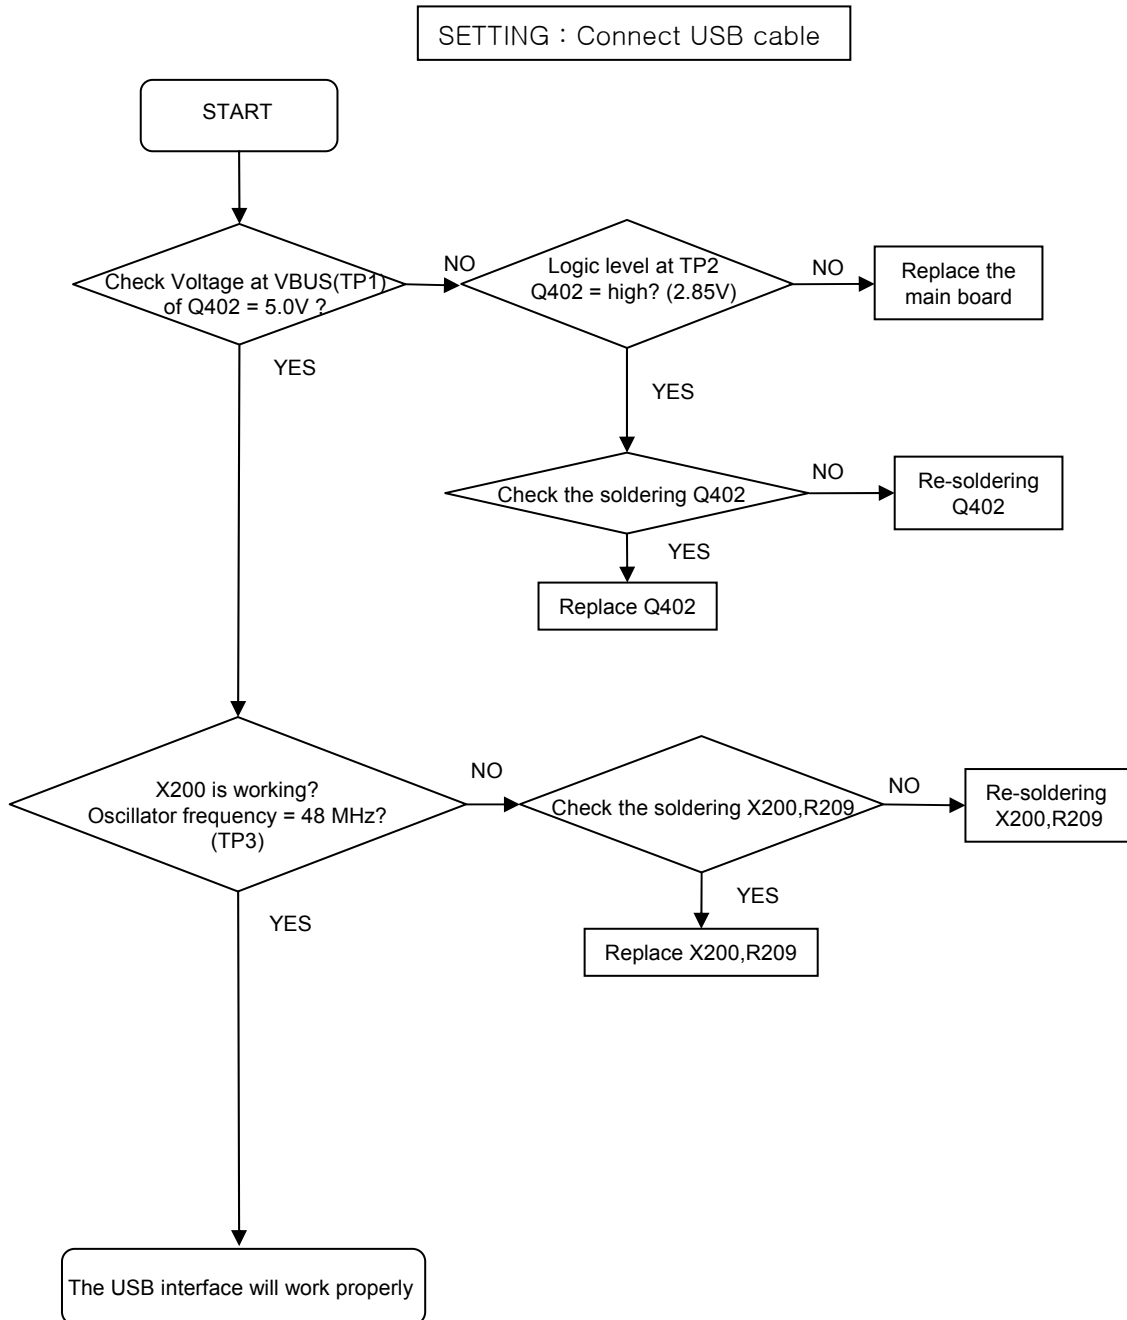 SETTING : Connect USB cable
START
Check Voltage at VBUS(TP1)
of Q402 = 5.0V ?
NO
Logic level at TP2
Q402 = high? (2.85V)
NO
Replace the
main board
YES
YES
Check the soldering Q402
NO
Re-soldering
Q402
YES
Replace Q402
X200 is working?
Oscillator frequency = 48 MHz?
(TP3)
NO
Check the soldering X200,R209
NO
Re-soldering
X200,R209
YES
YES
Replace X200,R209
The USB interface will work properly